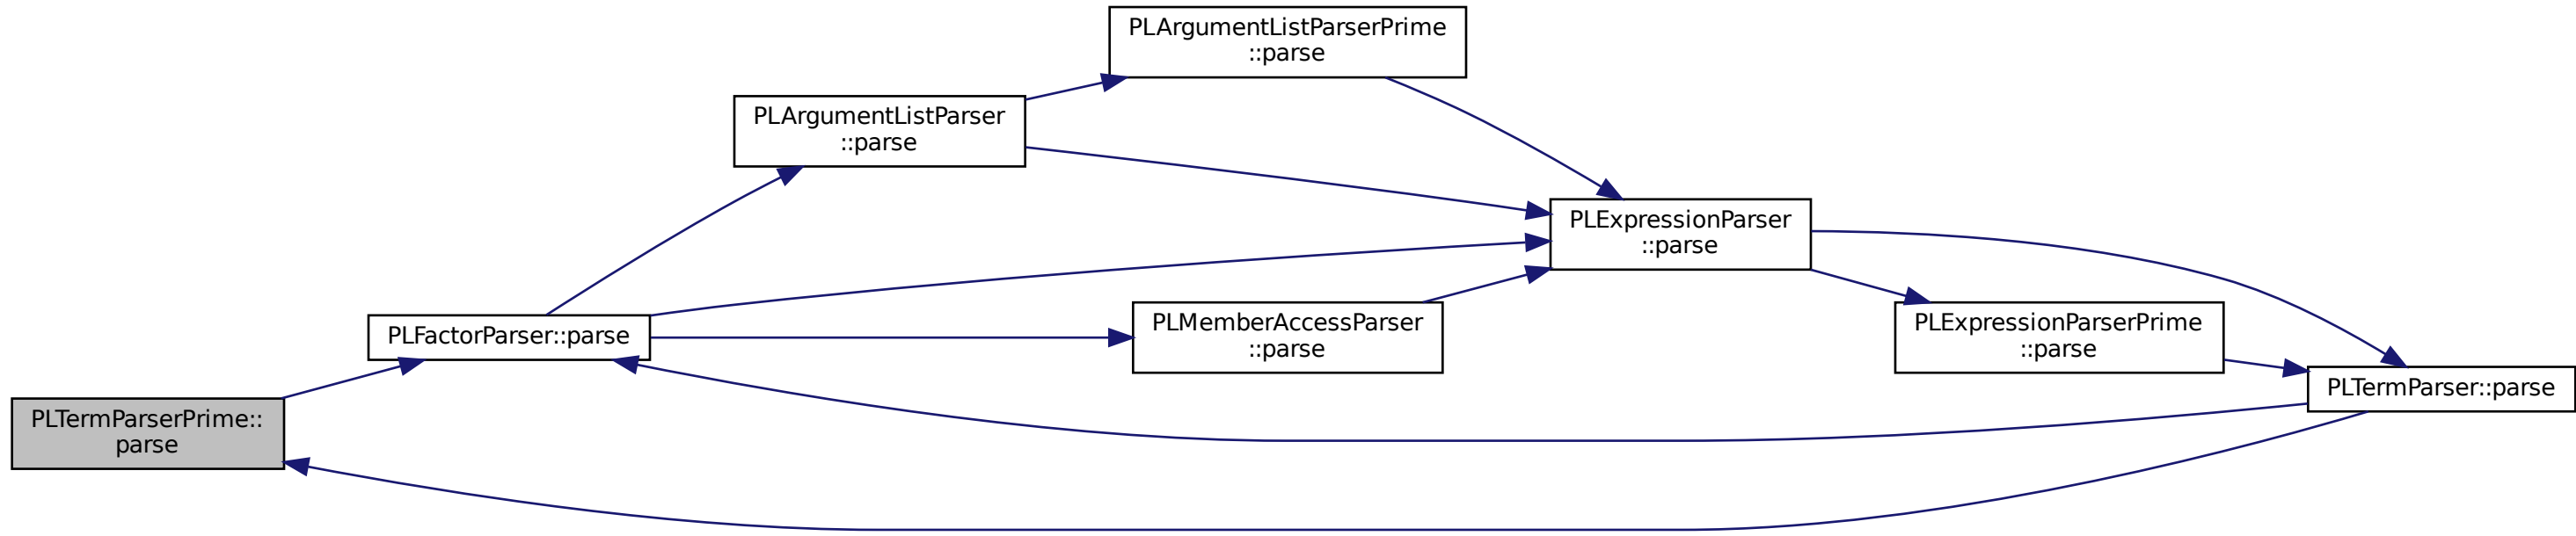 PLArgumentListParserPrime
::parse
PLArgumentListParser
::parse
PLExpressionParser
::parse
PLFactorParser::parse
PLMemberAccessParser
::parse
PLExpressionParserPrime
::parse
PLTermParser::parse
PLTermParserPrime::
parse